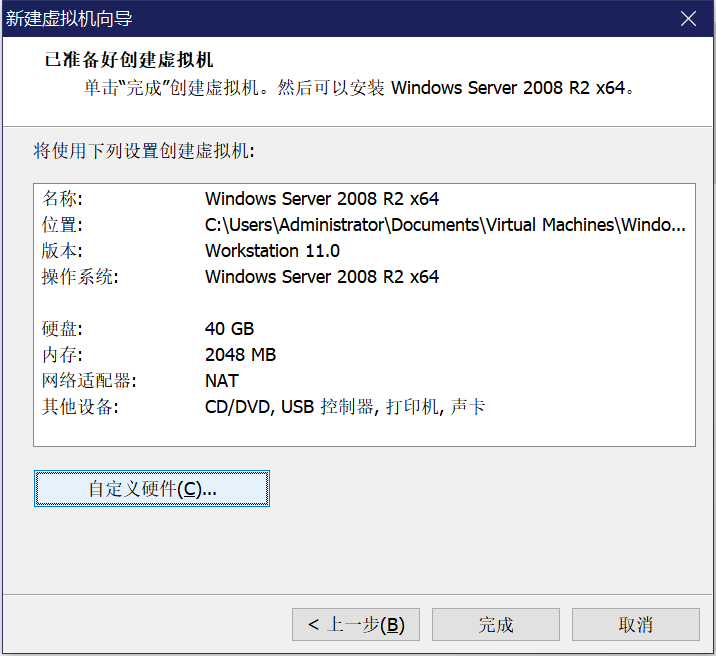 新建虚拟机向导
已准备好创建虚拟机
单击“完成”创建虚拟机。然后可以安装 Windows Server 2008 R2 x64。
将使用下列设置创建虚拟机:
名称: Windows Server 2008 R2 x64
位置: C:\Users\Administrator\Documents\Virtual Machines\Windo...
版本: Workstation 11.0
操作系统: Windows Server 2008 R2 x64
硬盘: 40 GB
内存: 2048 MB
网络适配器: NAT
其他设备: CD/DVD, USB 控制器, 打印机, 声卡
自定义硬件(C)...
< 上一步(B) 完成 取消